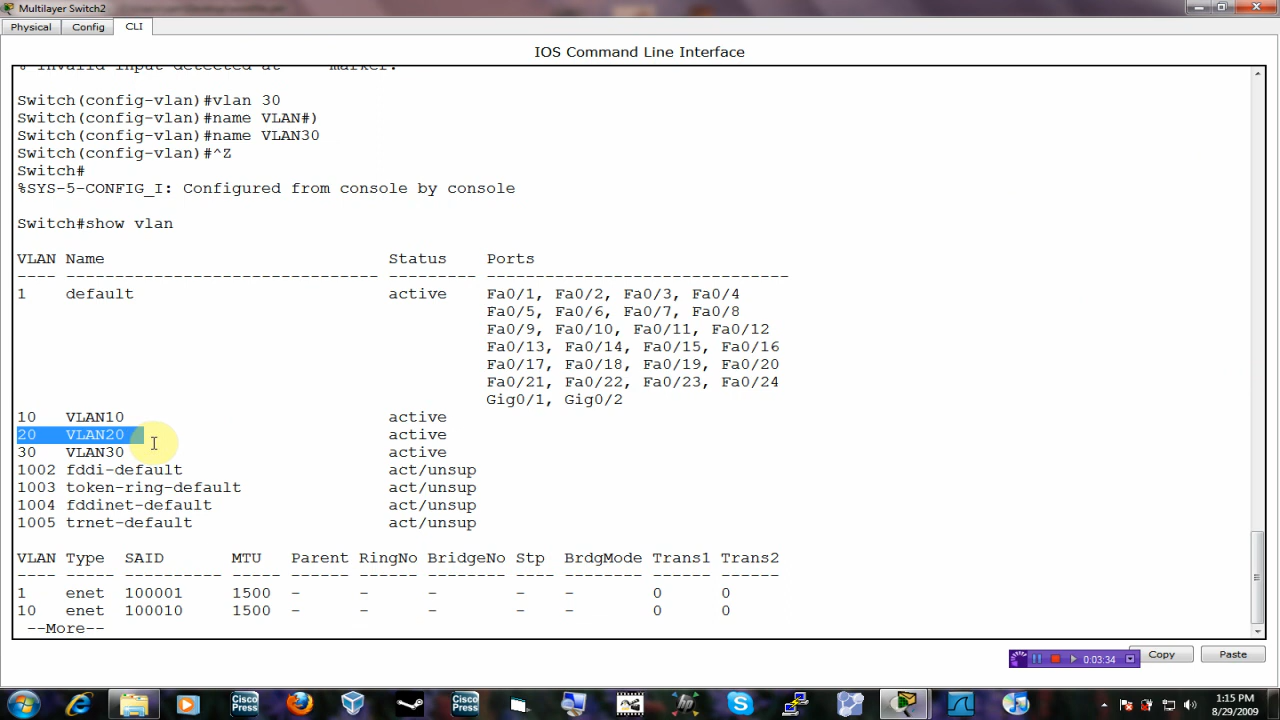 Multilayer Switch2
Physical Config CLI
IOS Command Line Interface
% Invalid input detected at marker.
Switch(config-vlan)#vlan 30
Switch(config-vlan)#name VLAN#)
Switch(config-vlan)#name VLAN30
Switch(config-vlan)#^Z
Switch#
%SYS-5-CONFIG_I: Configured from console by console
Switch#show vlan
VLAN Name Status Ports
---- -------------------------------- --------- -------------------------------
1 default active Fa0/1, Fa0/2, Fa0/3, Fa0/4
Fa0/5, Fa0/6, Fa0/7, Fa0/8
Fa0/9, Fa0/10, Fa0/11, Fa0/12
Fa0/13, Fa0/14, Fa0/15, Fa0/16
Fa0/17, Fa0/18, Fa0/19, Fa0/20
Fa0/21, Fa0/22, Fa0/23, Fa0/24
Gig0/1, Gig0/2
10 VLAN10 active
20 VLAN20 active
30 VLAN30 active
1002 fddi-default act/unsup
1003 token-ring-default act/unsup
1004 fddinet-default act/unsup
1005 trnet-default act/unsup
VLAN Type SAID MTU Parent RingNo BridgeNo Stp BrdgMode Trans1 Trans2
---- ----- ---------- ----- ------ ------ -------- ---- -------- ------ ------
1 enet 100001 1500 - - - - - 0 0
10 enet 100010 1500 - - - - - 0 0
--More--
0:03:34 Copy Paste
Cisco Press
Cisco Press
hp
1:15 PM
8/29/2009